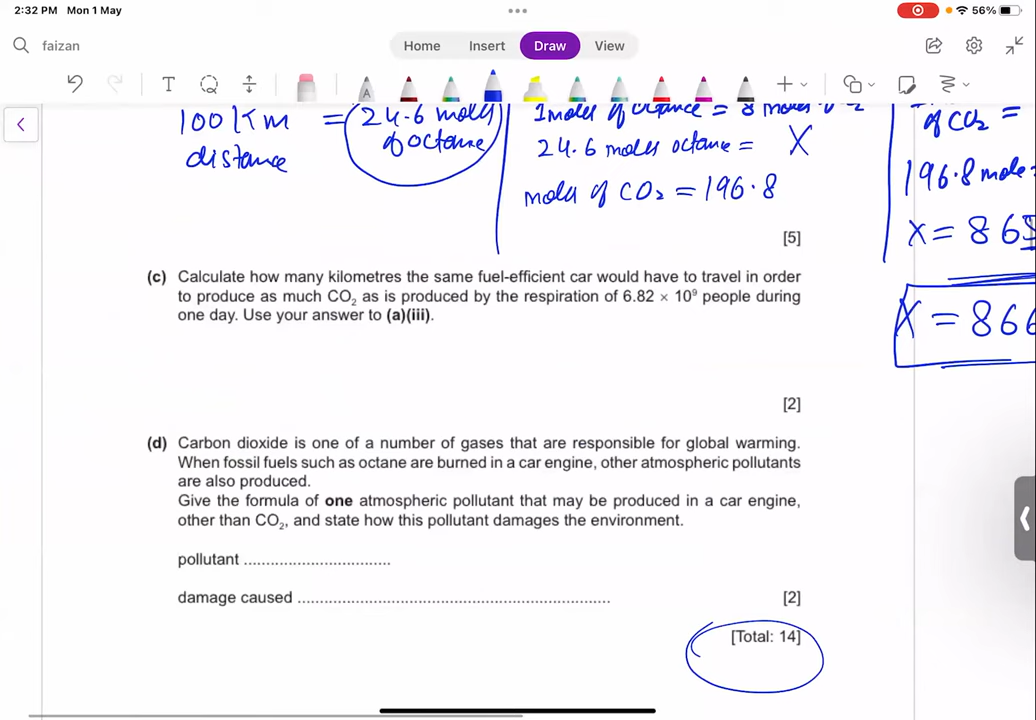 2:32 PM Mon 1 May
56%
faizan
Home Insert Draw View
T
A
100 Km = 24.6 moles
distance of octane
1mol of octane = 8 moles
24.6 moles octane = X
moles of CO₂ = 196.8
of CO₂ =
196.8 mole =
x = 86
X = 866
[5]
(c) Calculate how many kilometres the same fuel-efficient car would have to travel in order
to produce as much CO₂ as is produced by the respiration of 6.82 × 10⁹ people during
one day. Use your answer to (a)(iii).
[2]
(d) Carbon dioxide is one of a number of gases that are responsible for global warming.
When fossil fuels such as octane are burned in a car engine, other atmospheric pollutants
are also produced.
Give the formula of one atmospheric pollutant that may be produced in a car engine,
other than CO₂, and state how this pollutant damages the environment.
pollutant .................................
damage caused ...................................................................... [2]
[Total: 14]